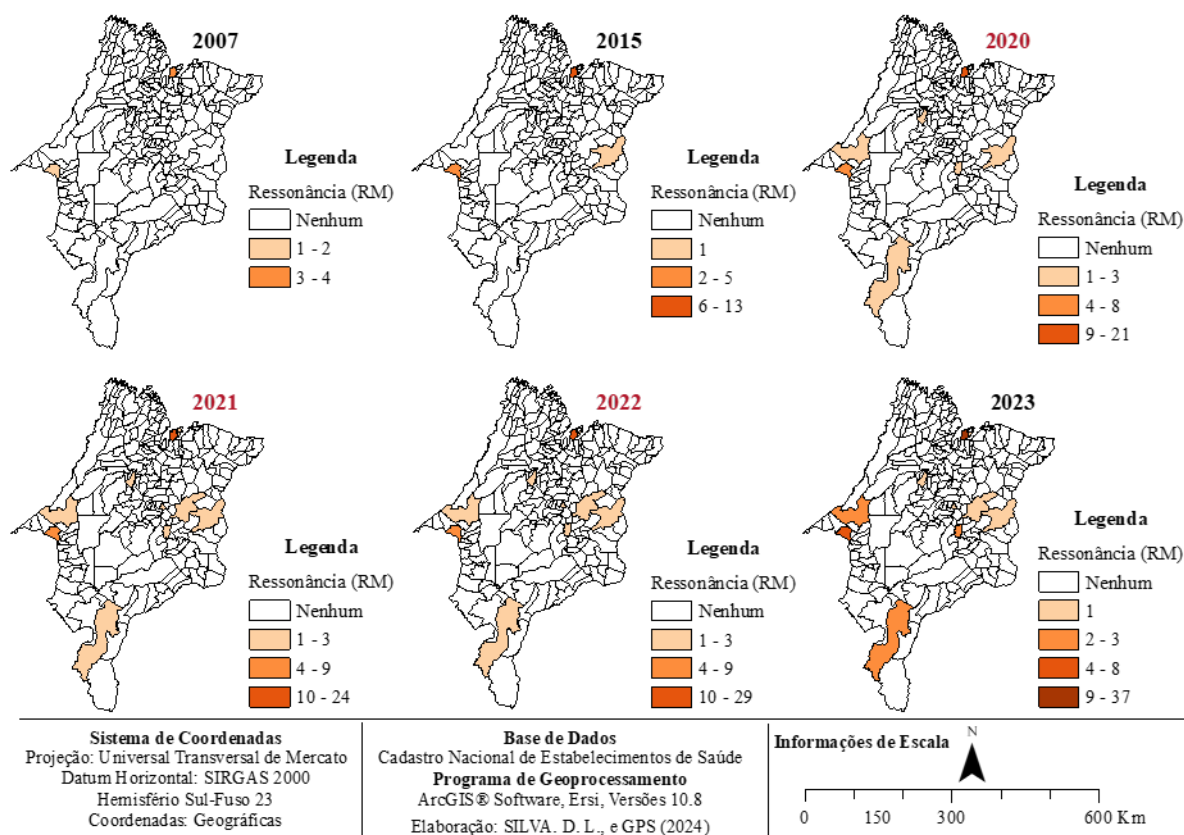 2007
Legenda
Ressonância (RM)
Nenhum
1 - 2
3 - 4
2015
Legenda
Ressonância (RM)
Nenhum
1
2 - 5
6 - 13
2020
Legenda
Ressonância (RM)
Nenhum
1 - 3
4 - 8
9 - 21
2021
Legenda
Ressonância (RM)
Nenhum
1 - 3
4 - 9
10 - 24
2022
Legenda
Ressonância (RM)
Nenhum
1 - 3
4 - 9
10 - 29
2023
Legenda
Ressonância (RM)
Nenhum
1
2 - 3
4 - 8
9 - 37
Sistema de Coordenadas
Projeção: Universal Transversal de Mercato
Datum Horizontal: SIRGAS 2000
Hemisfério Sul-Fuso 23
Coordenadas: Geográficas
Base de Dados
Cadastro Nacional de Estabelecimentos de Saúde
Programa de Geoprocessamento
ArcGIS® Software, Ersi, Versões 10.8
Elaboração: SILVA. D. L., e GPS (2024)
Informações de Escala
N
0 150 300 600 Km